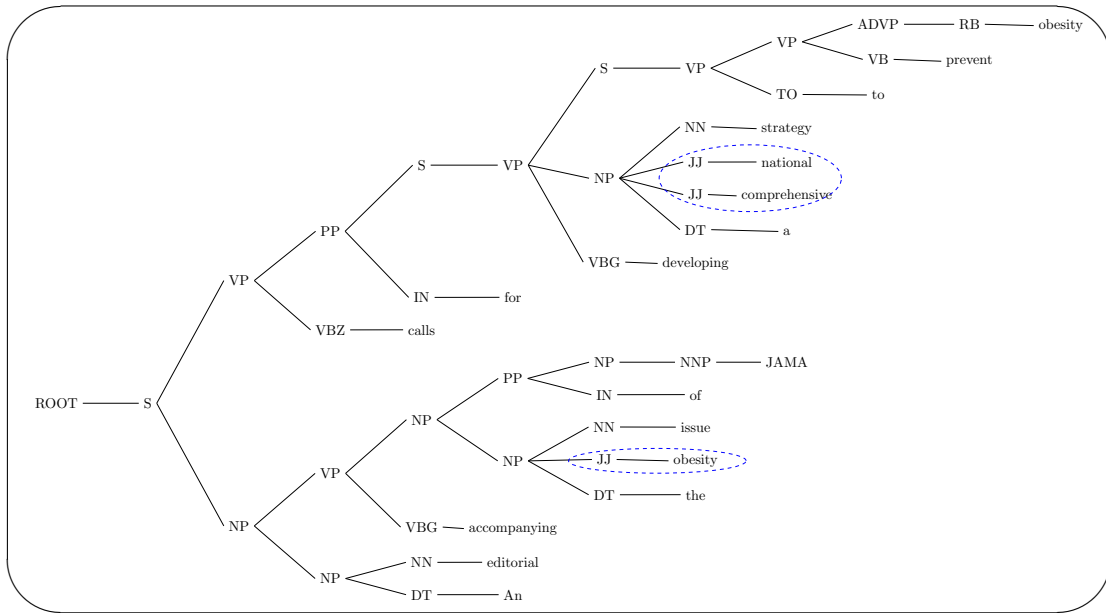 ADVP RB obesity
VP
VB prevent
S VP
TO to
NN strategy
S VP JJ national
NP
JJ comprehensive
PP DT a
VBG developing
VP
IN for
VBZ calls
NP NNP JAMA
PP
IN of
ROOT S
NP NN issue
NP JJ obesity
VP
DT the
NP VBG accompanying
NN editorial
NP
DT An